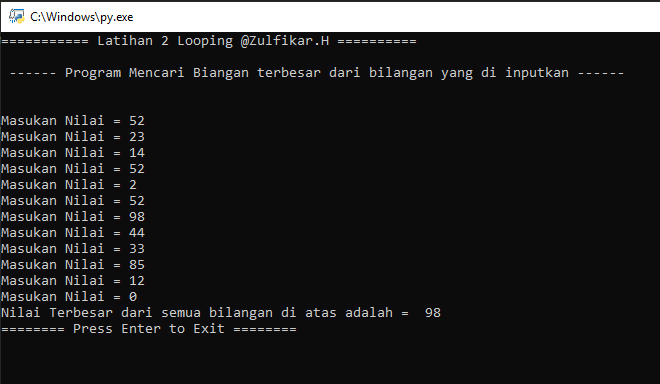 C:\Windows\py.exe
=========== Latihan 2 Looping @Zulfikar.H ==========
------ Program Mencari Biangan terbesar dari bilangan yang di inputkan ------
Masukan Nilai = 52
Masukan Nilai = 23
Masukan Nilai = 14
Masukan Nilai = 52
Masukan Nilai = 2
Masukan Nilai = 52
Masukan Nilai = 98
Masukan Nilai = 44
Masukan Nilai = 33
Masukan Nilai = 85
Masukan Nilai = 12
Masukan Nilai = 0
Nilai Terbesar dari semua bilangan di atas adalah =  98
======== Press Enter to Exit ========